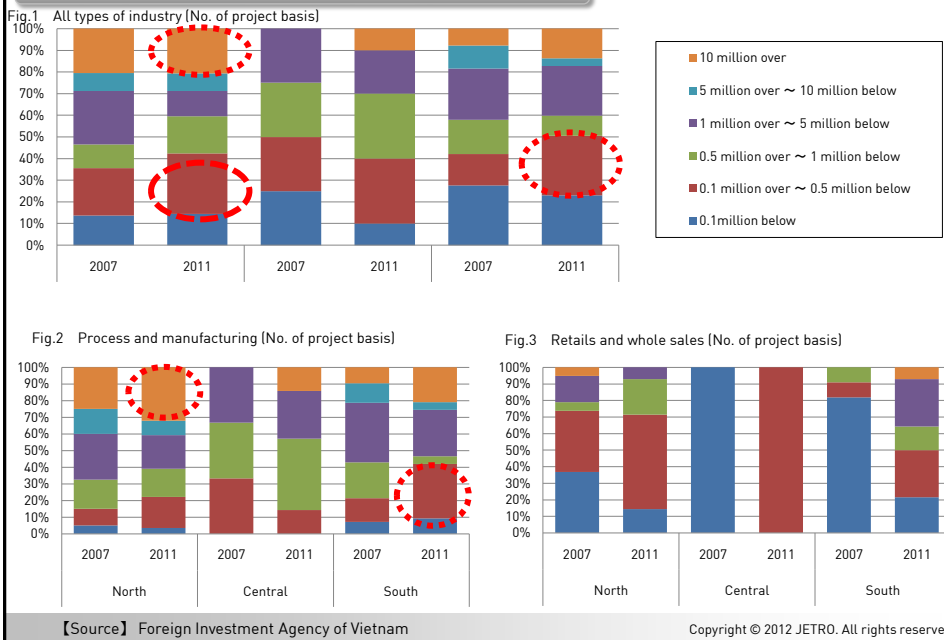 Fig.1 All types of industry (No. of project basis)
100%
90%
80%
70%
60%
50%
40%
30%
20%
10%
0%
2007 2011 2007 2011 2007 2011
10 million over
5 million over ～ 10 million below
1 million over ～ 5 million below
0.5 million over ～ 1 million below
0.1 million over ～ 0.5 million below
0.1million below
Fig.2 Process and manufacturing (No. of project basis)
100%
90%
80%
70%
60%
50%
40%
30%
20%
10%
0%
2007 2011 2007 2011 2007 2011
North Central South
Fig.3 Retails and whole sales (No. of project basis)
100%
90%
80%
70%
60%
50%
40%
30%
20%
10%
0%
2007 2011 2007 2011 2007 2011
North Central South
【Source】 Foreign Investment Agency of Vietnam
Copyright © 2012 JETRO. All rights reserve